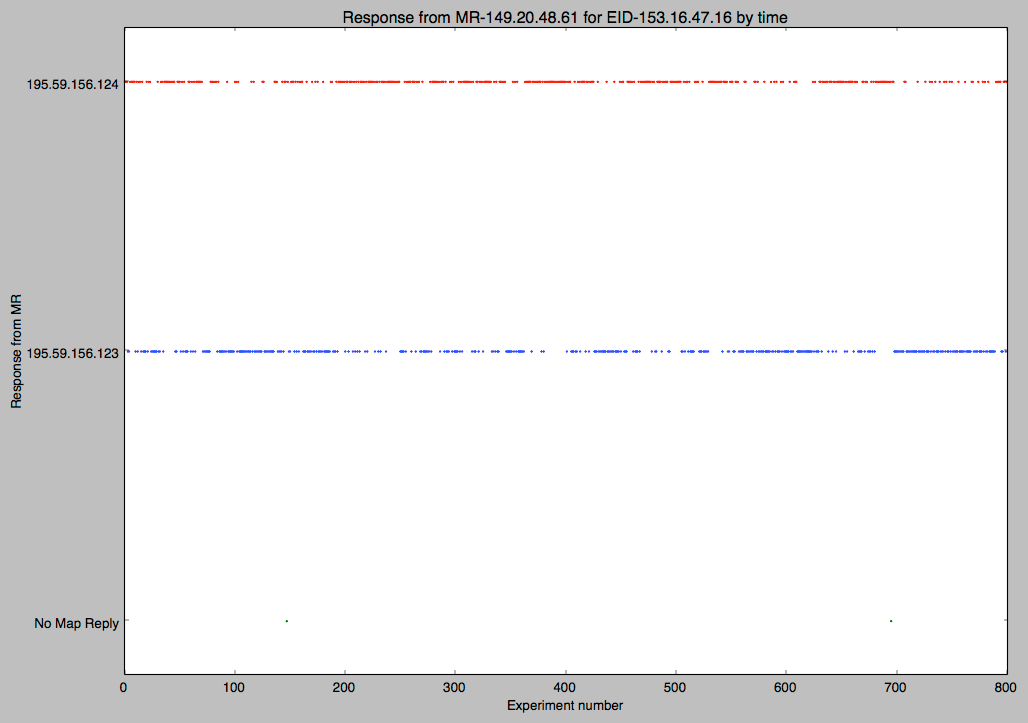 Response from MR-149.20.48.61 for EID-153.16.47.16 by time
195.59.156.124
Response from MR
195.59.156.123
No Map Reply
0 100 200 300 400 500 600 700 800
Experiment number